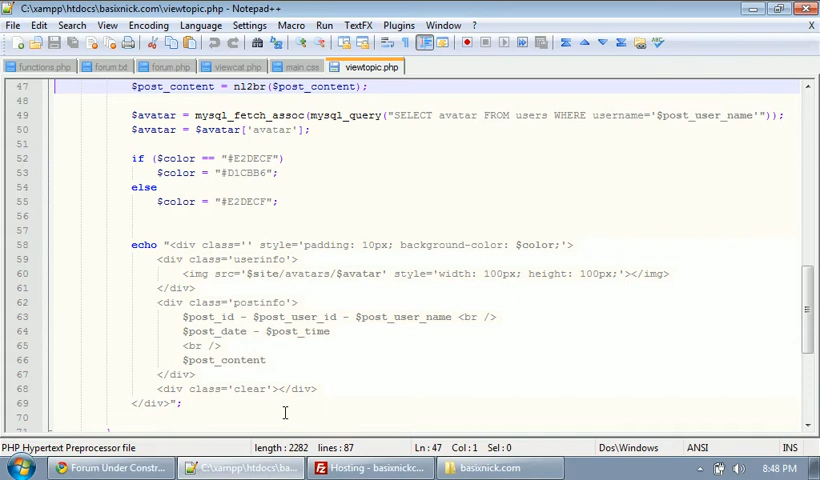 C:\xampp\htdocs\basixnick.com\viewtopic.php - Notepad++
File Edit Search View Encoding Language Settings Macro Run TextFX Plugins Window ? X
functions.php forum.txt forum.php viewcat.php main.css viewtopic.php
47 $post_content = nl2br($post_content);
48
49 $avatar = mysql_fetch_assoc(mysql_query("SELECT avatar FROM users WHERE username='$post_user_name'"));
50 $avatar = $avatar['avatar'];
51
52 if ($color == "#E2DECF")
53 $color = "#D1CBB6";
54 else
55 $color = "#E2DECF";
56
57
58 echo "<div class='' style='padding: 10px; background-color: $color;'>
59 <div class='userinfo'>
60 <img src='$site/avatars/$avatar' style='width: 100px; height: 100px;'></img>
61 </div>
62 <div class='postinfo'>
63 $post_id - $post_user_id - $post_user_name <br />
64 $post_date - $post_time
65 <br />
66 $post_content
67 </div>
68 <div class='clear'></div>
69 </div>";
70
71 }
PHP Hypertext Preprocessor file length : 2282 lines : 87 Ln : 47 Col : 1 Sel : 0 Dos\Windows ANSI INS
Forum Under Constr... C:\xampp\htdocs\ba... Hosting - basixnickc... basixnick.com 8:48 PM